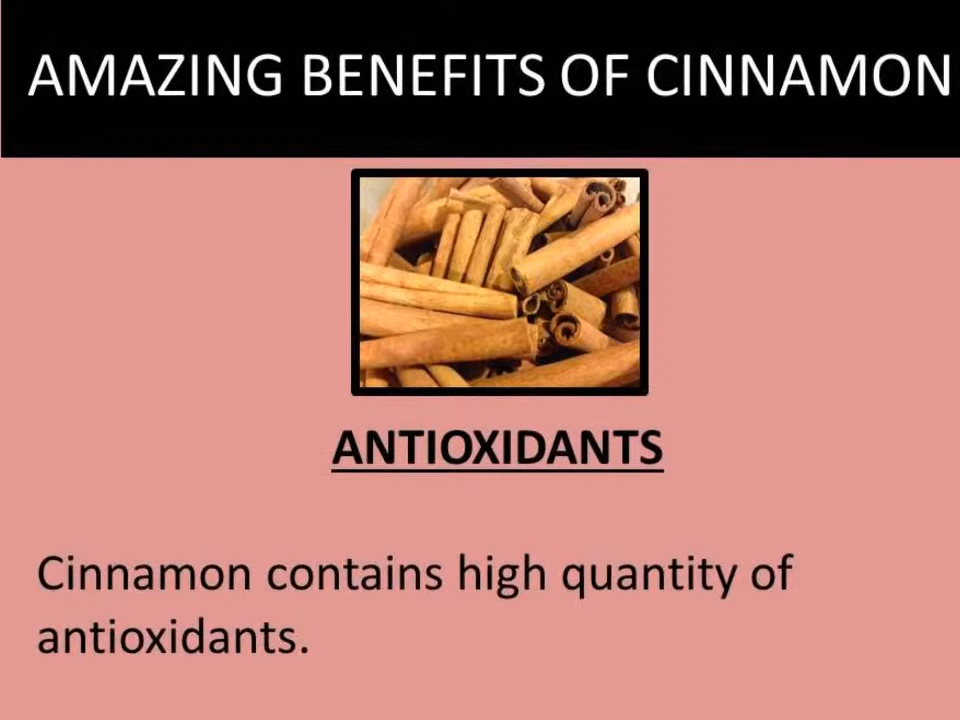 AMAZING BENEFITS OF CINNAMON
ANTIOXIDANTS
Cinnamon contains high quantity of
antioxidants.